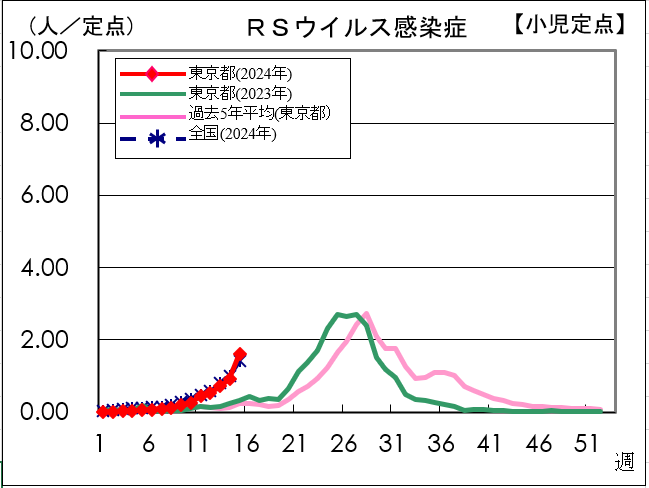 (人／定点)
ＲＳウイルス感染症
【小児定点】
10.00
8.00
6.00
4.00
2.00
0.00
東京都(2024年)
東京都(2023年)
過去5年平均(東京都)
全国(2024年)
1 6 11 16 21 26 31 36 41 46 51
週